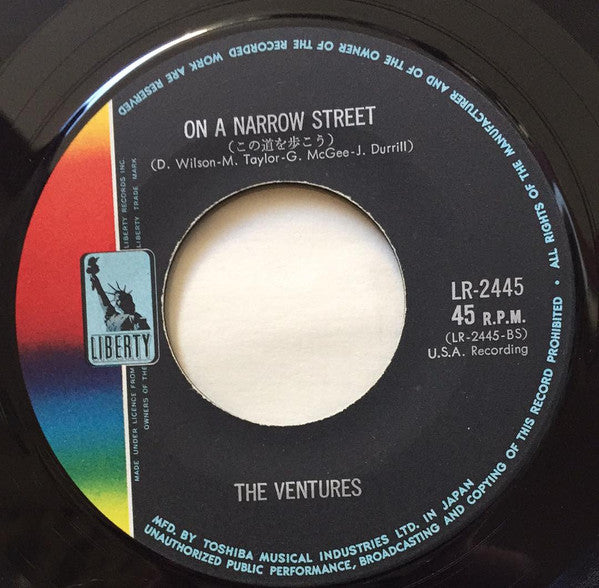 ON A NARROW STREET
(この道を歩こう)
(D. Wilson-M. Taylor-G. McGee-J. Durrill)
LR-2445
45 R.P.M.
(LR-2445-BS)
U.S.A. Recording
LIBERTY
THE VENTURES
MFD. BY TOSHIBA MUSICAL INDUSTRIES LTD. IN JAPAN
ALL RIGHTS OF THE MANUFACTURER AND OF THE OWNER OF THE RECORDED WORK ARE RESERVED
UNAUTHORIZED PUBLIC PERFORMANCE, BROADCASTING AND COPYING OF THIS RECORD PROHIBITED •
MADE UNDER LICENCE FROM LIBERTY RECORDS INC.
OWNERS OF THE LIBERTY TRADE MARK